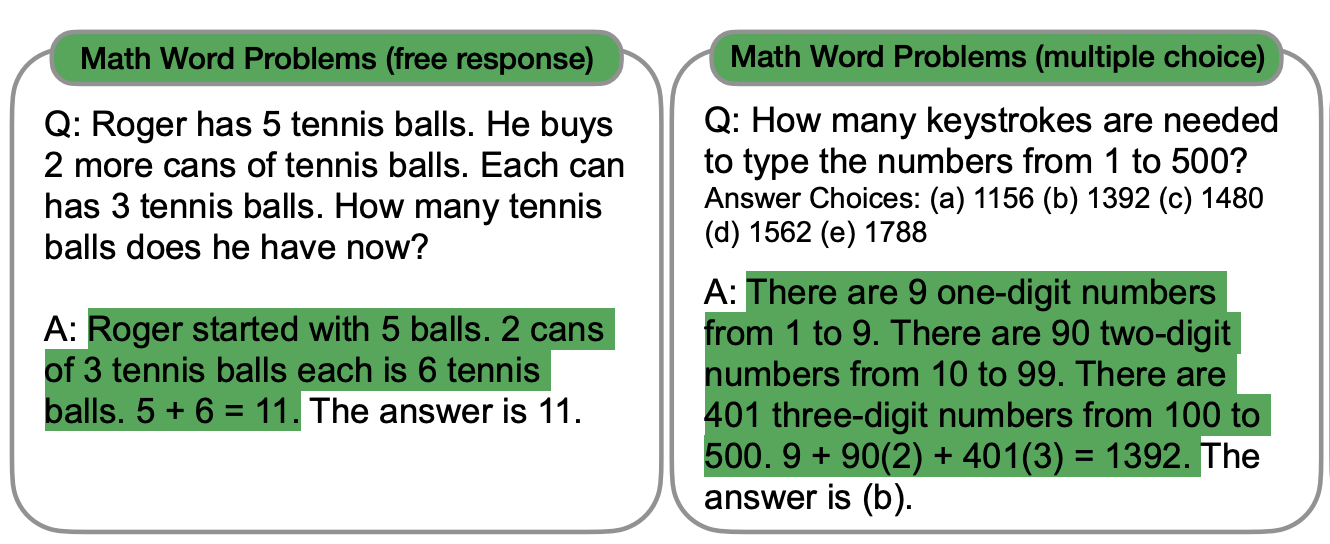 Math Word Problems (free response)
Q: Roger has 5 tennis balls. He buys
2 more cans of tennis balls. Each can
has 3 tennis balls. How many tennis
balls does he have now?
A: Roger started with 5 balls. 2 cans
of 3 tennis balls each is 6 tennis
balls. 5 + 6 = 11. The answer is 11.
Math Word Problems (multiple choice)
Q: How many keystrokes are needed
to type the numbers from 1 to 500?
Answer Choices: (a) 1156 (b) 1392 (c) 1480
(d) 1562 (e) 1788
A: There are 9 one-digit numbers
from 1 to 9. There are 90 two-digit
numbers from 10 to 99. There are
401 three-digit numbers from 100 to
500. 9 + 90(2) + 401(3) = 1392. The
answer is (b).